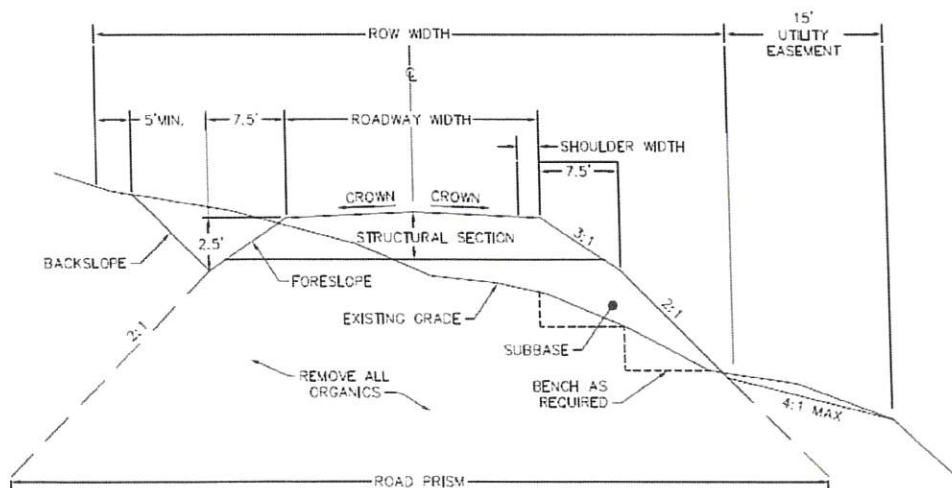 15'
UTILITY
EASEMENT
ROW WIDTH
℄
5'MIN.
7.5'
ROADWAY WIDTH
SHOULDER WIDTH
7.5'
CROWN
CROWN
2.5'
STRUCTURAL SECTION
3:1
BACKSLOPE
FORESLOPE
EXISTING GRADE
2:1
2:1
SUBBASE
REMOVE ALL
ORGANICS
BENCH AS
REQUIRED
4:1 MAX
ROAD PRISM